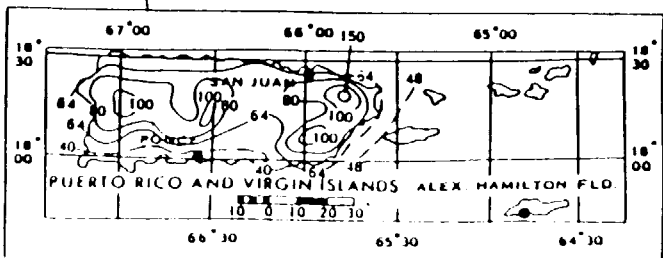 67°00 66°00 150 65°00
18°30 64 48 18°30
SAN JUAN
64 80 100 100 80 80 100
64 64
PONCE 100
18°00 40 40 64 48 18°00
PUERTO RICO AND VIRGIN ISLANDS ALEX. HAMILTON FLD.
10 0 10 20 30
66°30 65°30 64°30